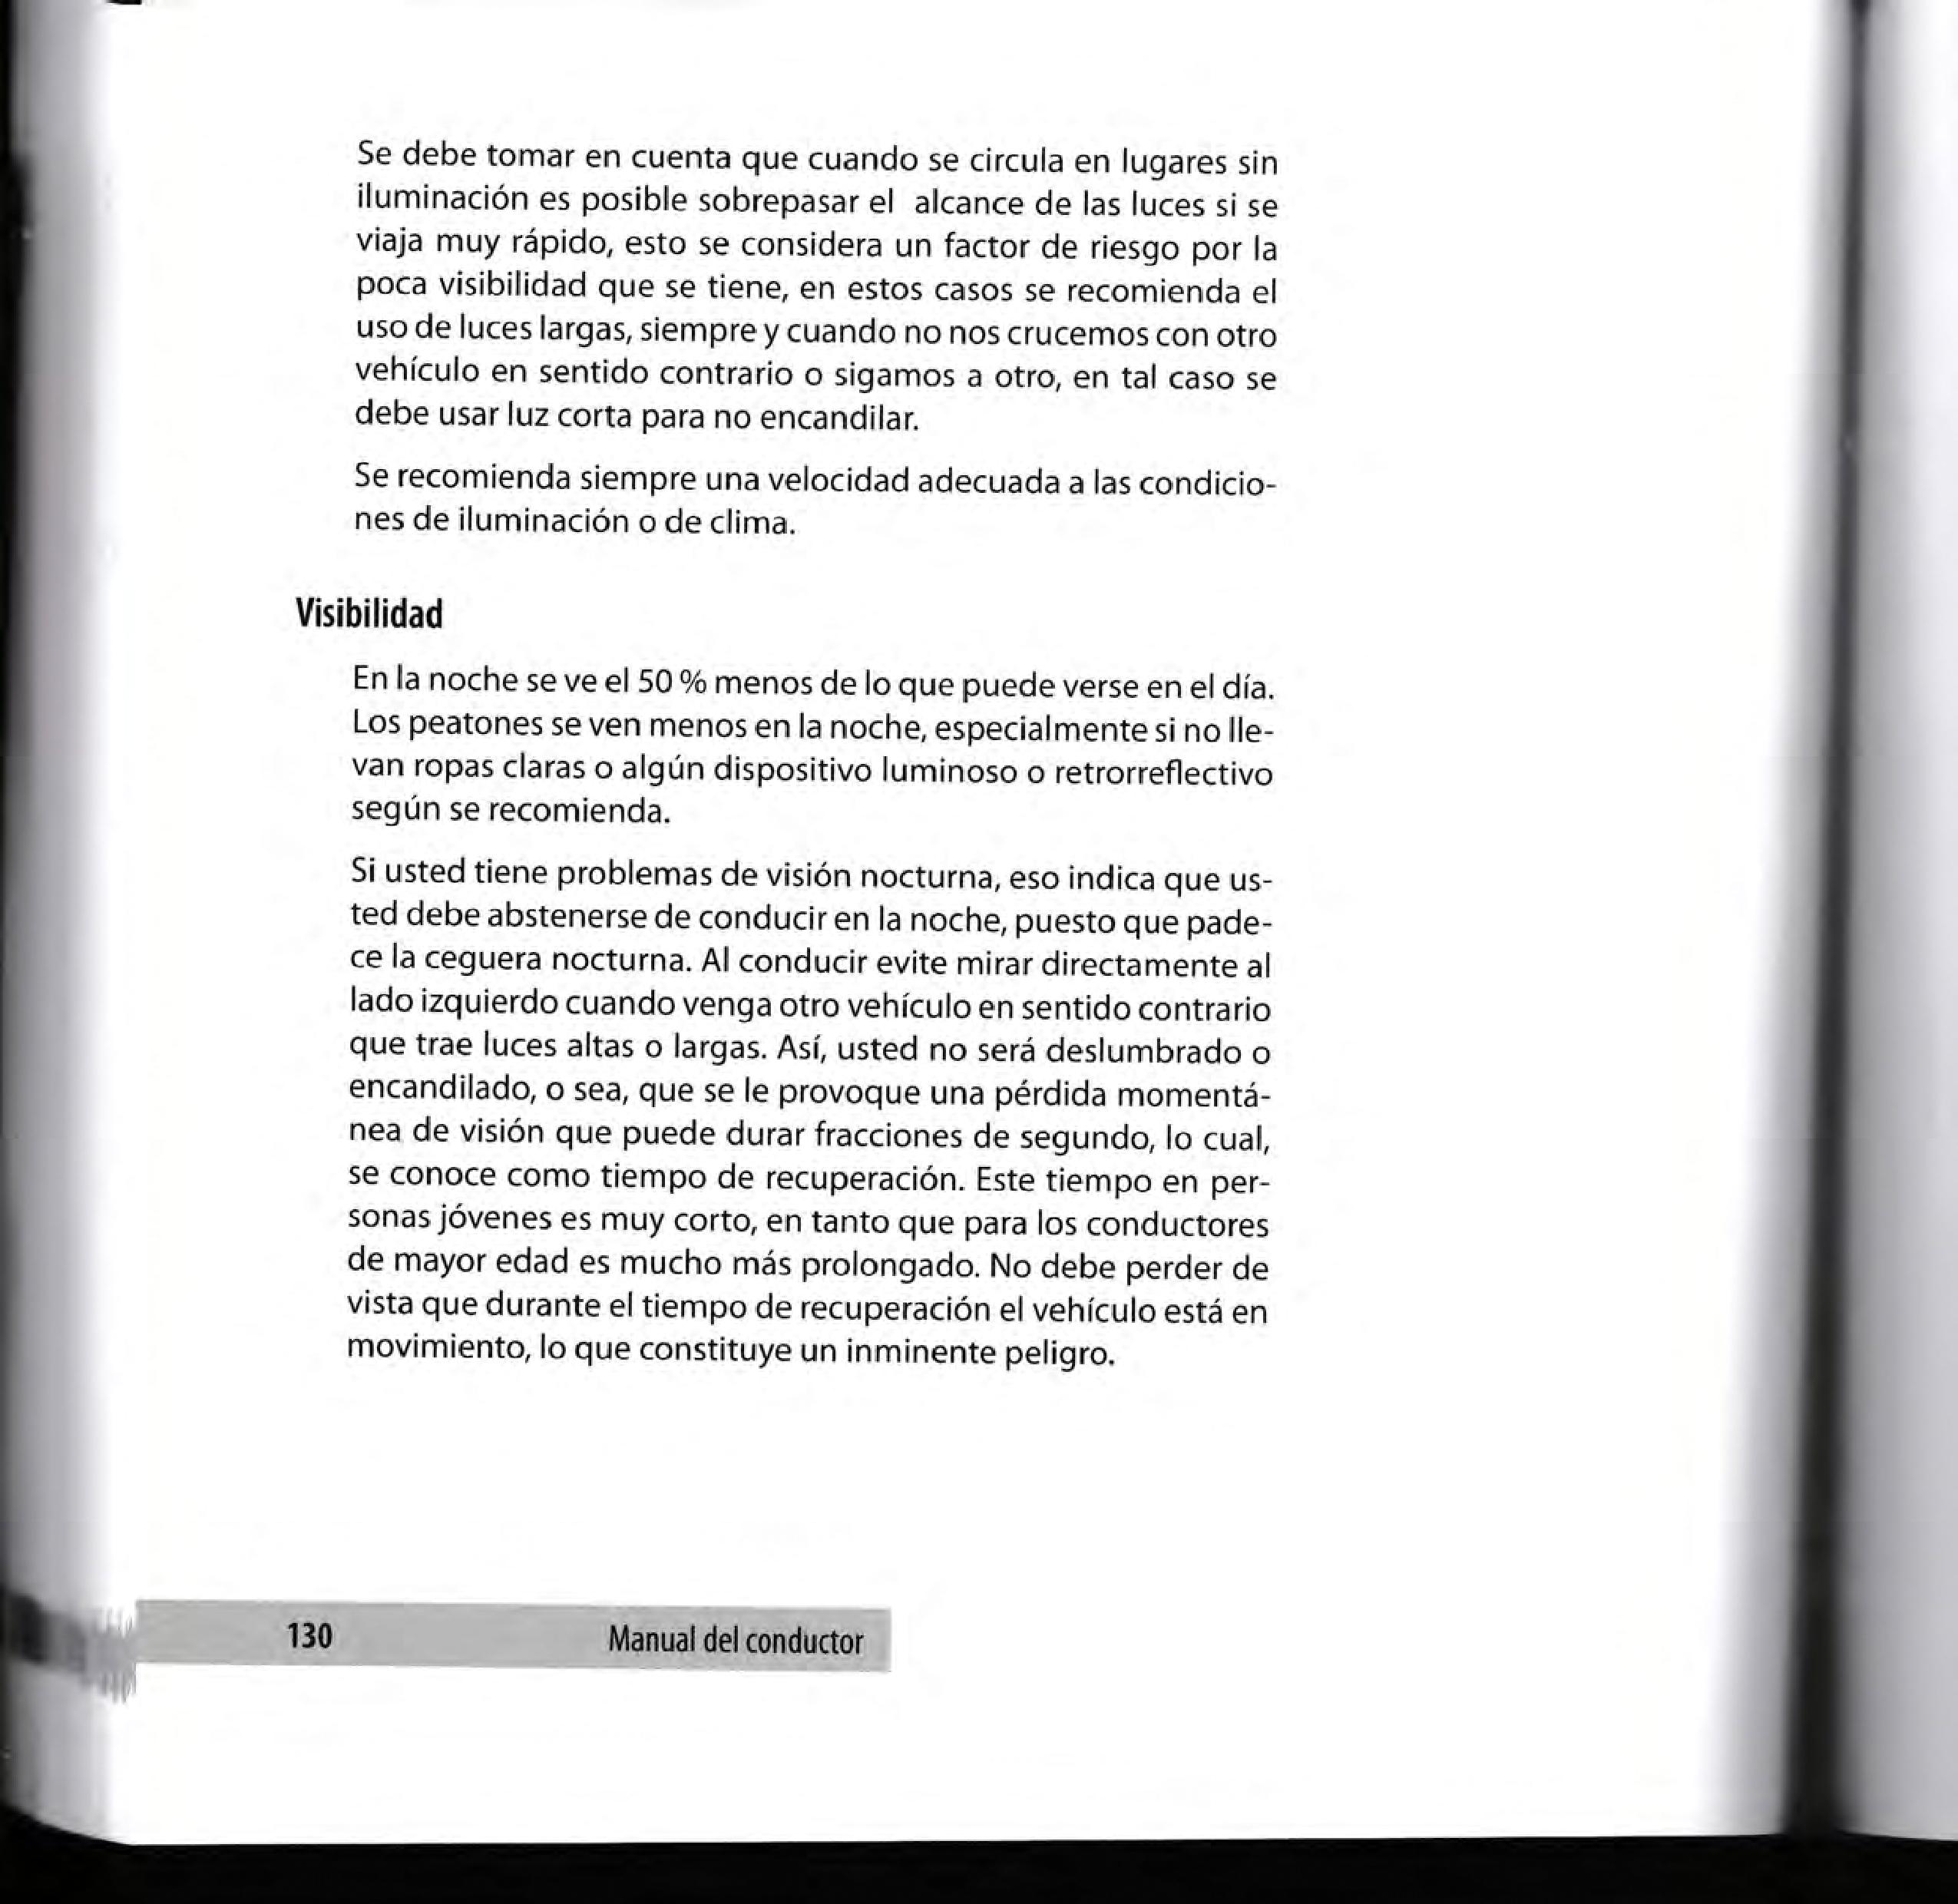 Se debe tomar en cuenta que cuando se circula en lugares sin
iluminación es posible sobrepasar el alcance de las luces si se
viaja muy rápido, esto se considera un factor de riesgo por la
poca visibilidad que se tiene, en estos casos se recomienda el
uso de luces largas, siempre y cuando no nos crucemos con otro
vehículo en sentido contrario o sigamos a otro, en tal caso se
debe usar luz corta para no encandilar.
Se recomienda siempre una velocidad adecuada a las condicio-
nes de iluminación o de clima.
Visibilidad
En la noche se ve el 50 % menos de lo que puede verse en el día.
Los peatones se ven menos en la noche, especialmente si no lle-
van ropas claras o algún dispositivo luminoso o retrorreflectivo
según se recomienda.
Si usted tiene problemas de visión nocturna, eso indica que us-
ted debe abstenerse de conducir en la noche, puesto que pade-
ce la ceguera nocturna. Al conducir evite mirar directamente al
lado izquierdo cuando venga otro vehículo en sentido contrario
que trae luces altas o largas. Así, usted no será deslumbrado o
encandilado, o sea, que se le provoque una pérdida momentá-
nea de visión que puede durar fracciones de segundo, lo cual,
se conoce como tiempo de recuperación. Este tiempo en per-
sonas jóvenes es muy corto, en tanto que para los conductores
de mayor edad es mucho más prolongado. No debe perder de
vista que durante el tiempo de recuperación el vehículo está en
movimiento, lo que constituye un inminente peligro.
130 Manual del conductor